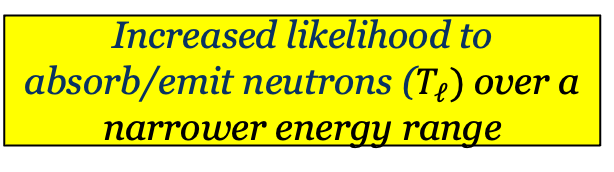 Increased likelihood to
absorb/emit neutrons (Tℓ) over a
narrower energy range